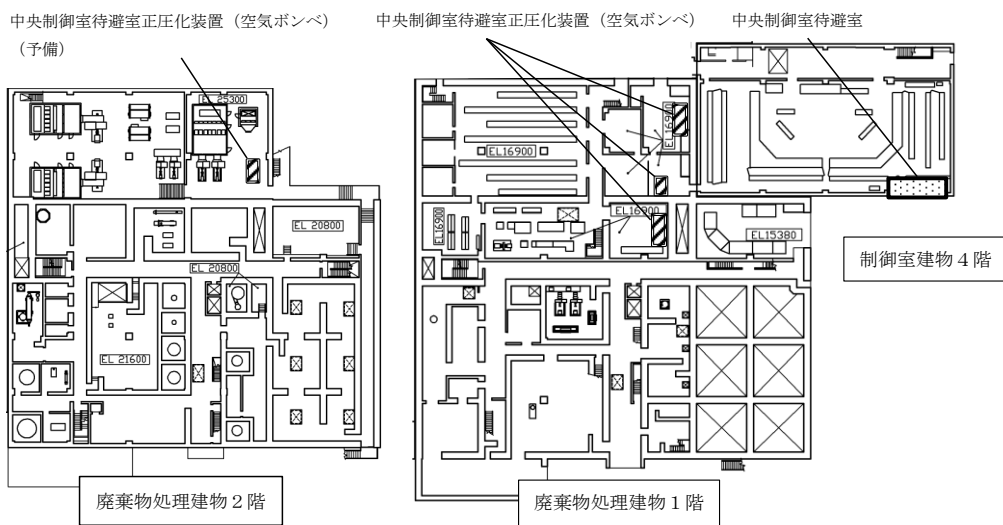 中央制御室待避室正圧化装置（空気ボンベ）
（予備）
中央制御室待避室正圧化装置（空気ボンベ）
中央制御室待避室
EL 25300
EL16900
EL16900
EL16900
EL16900
EL15380
EL 20800
EL 20800
EL 21600
制御室建物４階
廃棄物処理建物２階
廃棄物処理建物１階